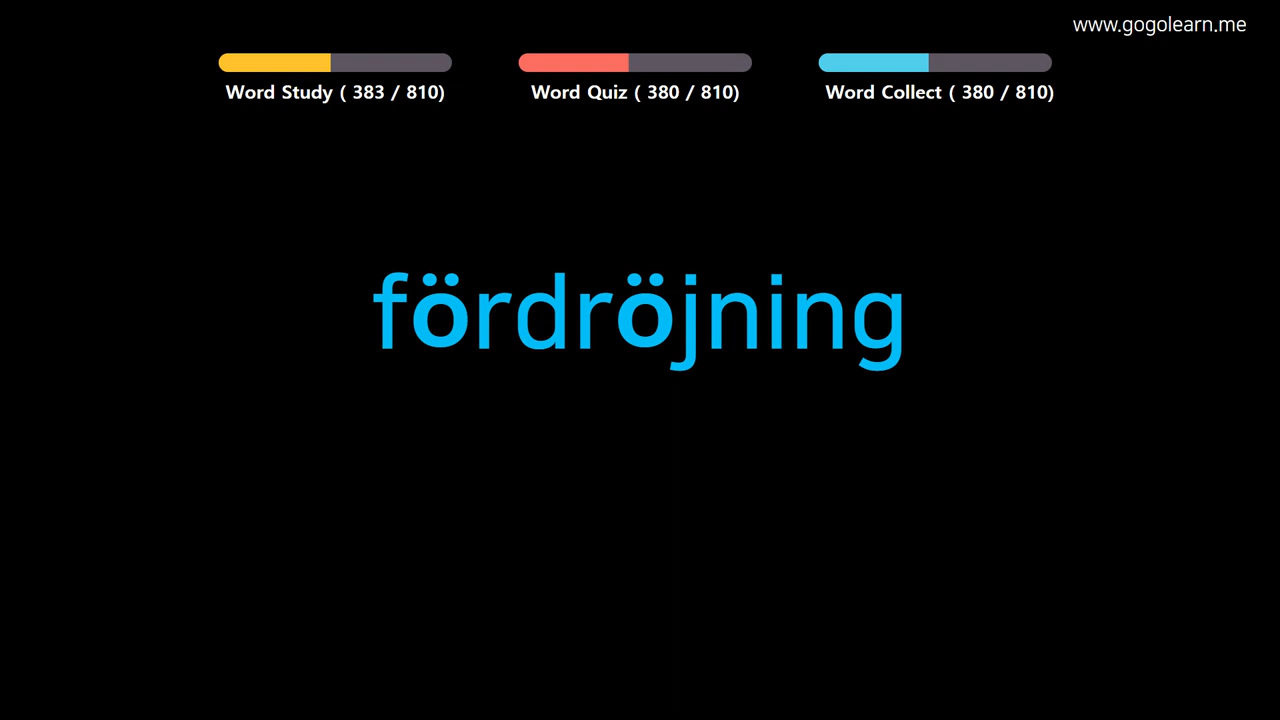 www.gogolearn.me
Word Study ( 383 / 810)
Word Quiz ( 380 / 810)
Word Collect ( 380 / 810)
fördröjning